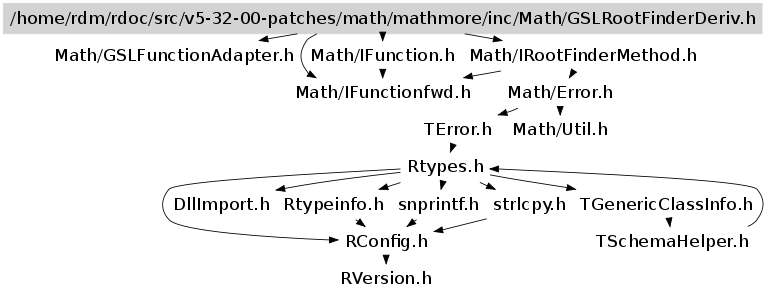 /home/rdm/rdoc/src/v5-32-00-patches/math/mathmore/inc/Math/GSLRootFinderDeriv.h
Math/GSLFunctionAdapter.h Math/IFunction.h Math/IRootFinderMethod.h
Math/IFunctionfwd.h Math/Error.h
TError.h Math/Util.h
Rtypes.h
DllImport.h Rtypeinfo.h snprintf.h strlcpy.h TGenericClassInfo.h
RConfig.h TSchemaHelper.h
RVersion.h